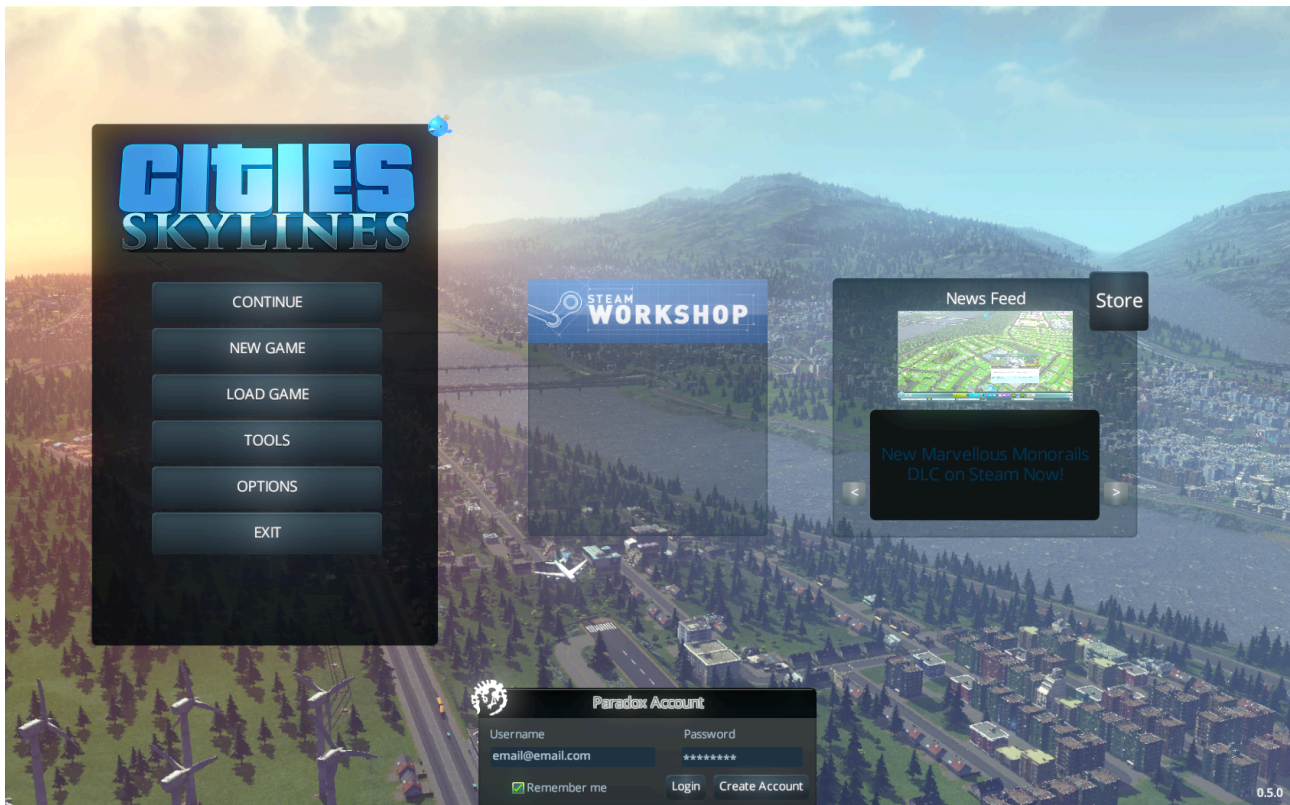 CITIES
SKYLINES
CONTINUE
NEW GAME
LOAD GAME
TOOLS
OPTIONS
EXIT
STEAM
WORKSHOP
News Feed
Store
New Marvellous Monorails
DLC on Steam Now!
<
>
Paradox Account
Username
Password
email@email.com
********
Remember me
Login
Create Account
0.5.0